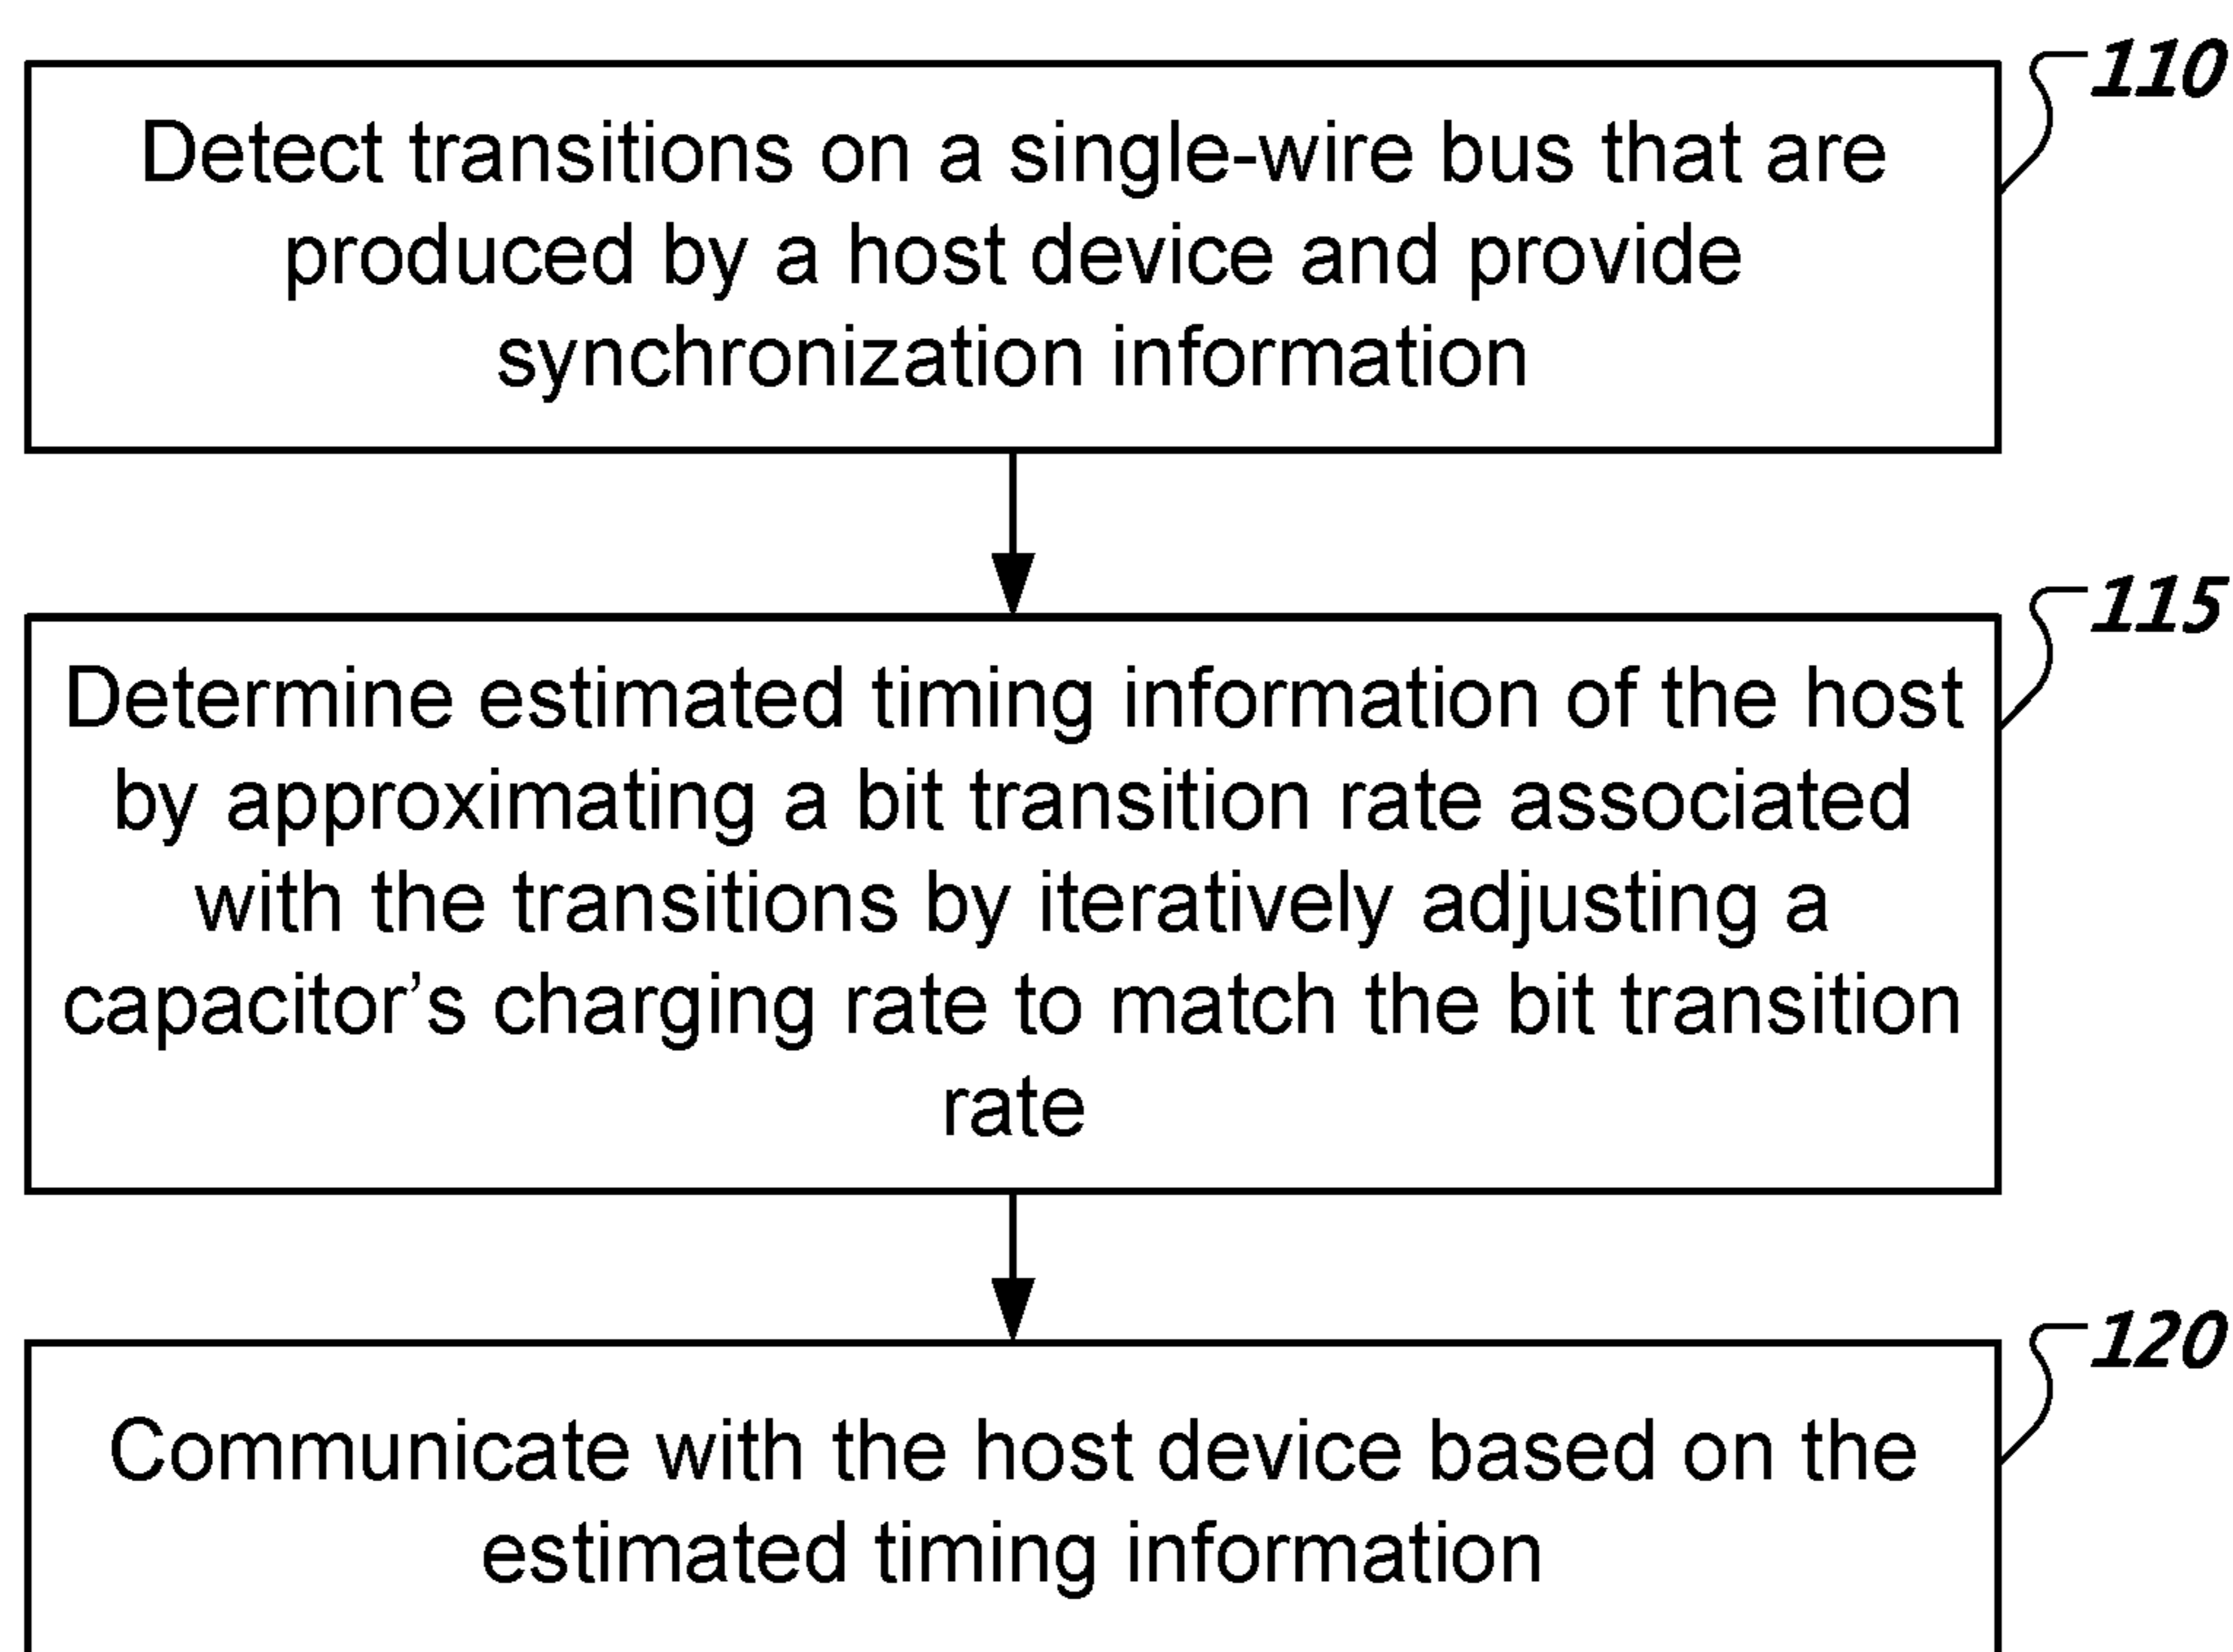 110
Detect transitions on a single-wire bus that are
produced by a host device and provide
synchronization information
115
Determine estimated timing information of the host
by approximating a bit transition rate associated
with the transitions by iteratively adjusting a
capacitor’s charging rate to match the bit transition
rate
120
Communicate with the host device based on the
estimated timing information